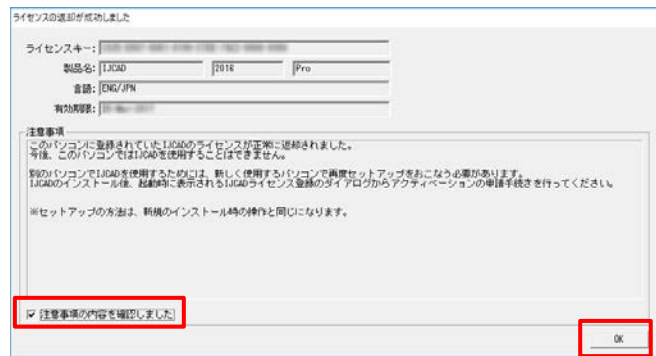 ライセンスの返却が成功しました
ライセンスキー:
製品名: IJCAD 2016 Pro
言語: ENG/JPN
有効期限:
注意事項
このパソコンに登録されていたIJCADのライセンスが正常に返却されました。
今後、このパソコンではIJCADを使用することはできません。
別のパソコンでIJCADを使用するためには、新しく使用するパソコンで再度セットアップをおこなう必要があります。
IJCADのインストール後、起動時に表示されるIJCADライセンス登録のダイアログからアクティベーションの申請手続きを行ってください。
※セットアップの方法は、新規のインストール時の操作と同じになります。
注意事項の内容を確認しました
OK